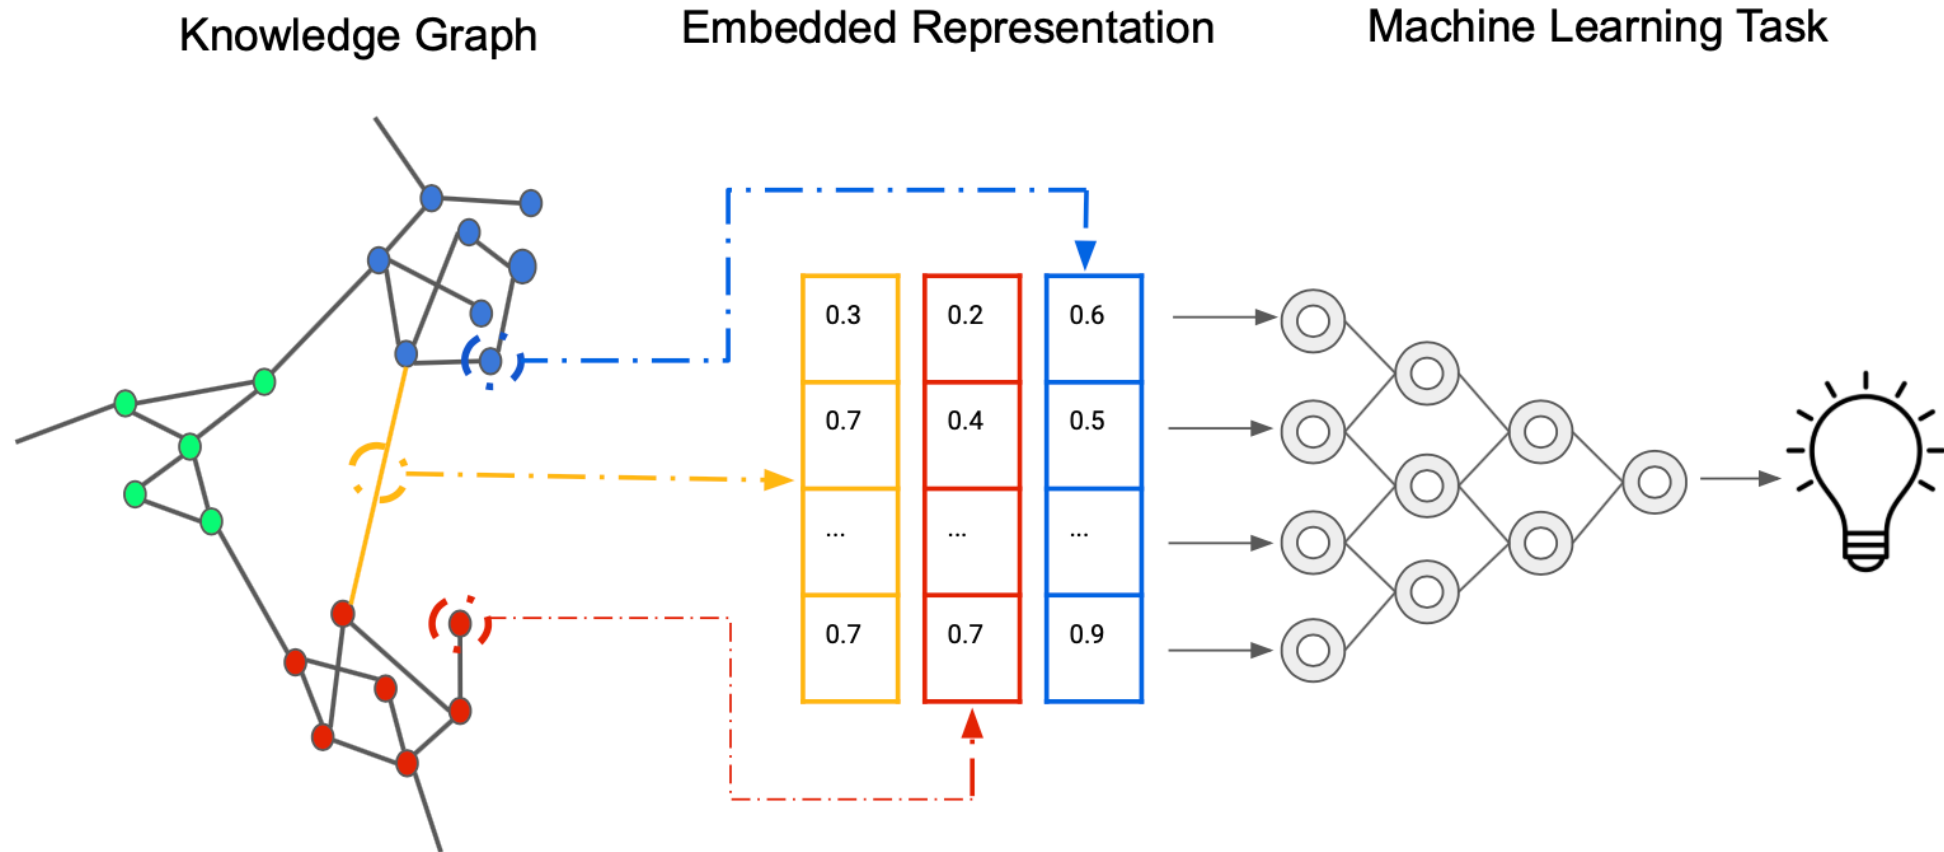 Knowledge Graph
Embedded Representation
Machine Learning Task
0.3 0.2 0.6
0.7 0.4 0.5
... ... ...
0.7 0.7 0.9